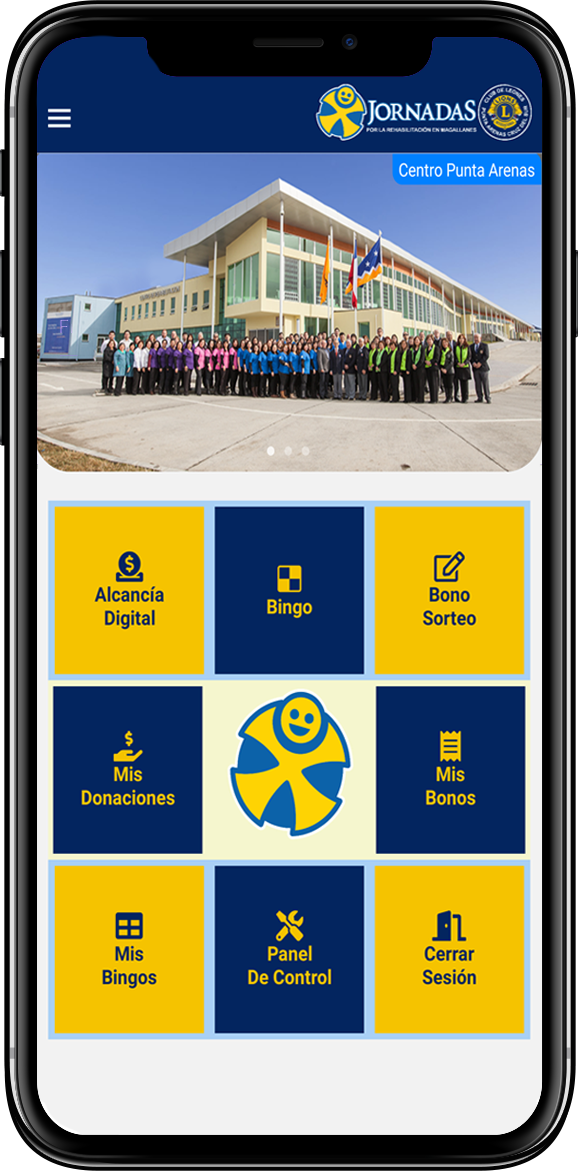 JORNADAS
POR LA REHABILITACIÓN EN MAGALLANES
CLUB DE LEONES
PUNTA ARENAS CRUZ DEL SUR
LIONS
L
Centro Punta Arenas
Alcancía
Digital
Bingo
Bono
Sorteo
Mis
Donaciones
Mis
Bonos
Mis
Bingos
Panel
De Control
Cerrar
Sesión